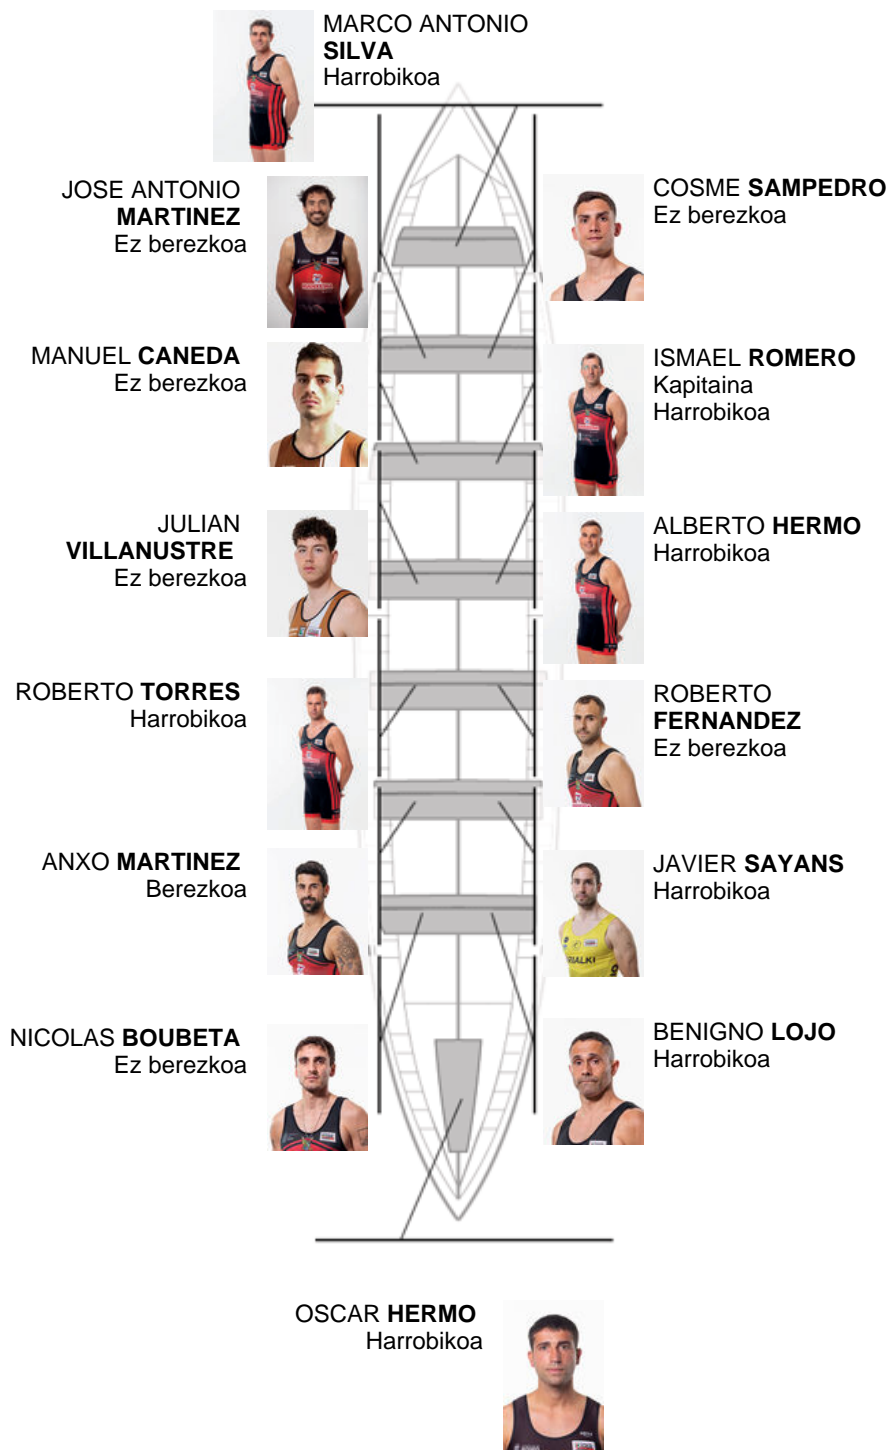 MARCO ANTONIO
SILVA
Harrobikoa
JOSE ANTONIO
MARTINEZ
Ez berezkoa
COSME SAMPEDRO
Ez berezkoa
MANUEL CANEDA
Ez berezkoa
ISMAEL ROMERO
Kapitaina
Harrobikoa
JULIAN
VILLANUSTRE
Ez berezkoa
ALBERTO HERMO
Harrobikoa
ROBERTO TORRES
Harrobikoa
ROBERTO
FERNANDEZ
Ez berezkoa
ANXO MARTINEZ
Berezkoa
JAVIER SAYANS
Harrobikoa
NICOLAS BOUBETA
Ez berezkoa
BENIGNO LOJO
Harrobikoa
OSCAR HERMO
Harrobikoa